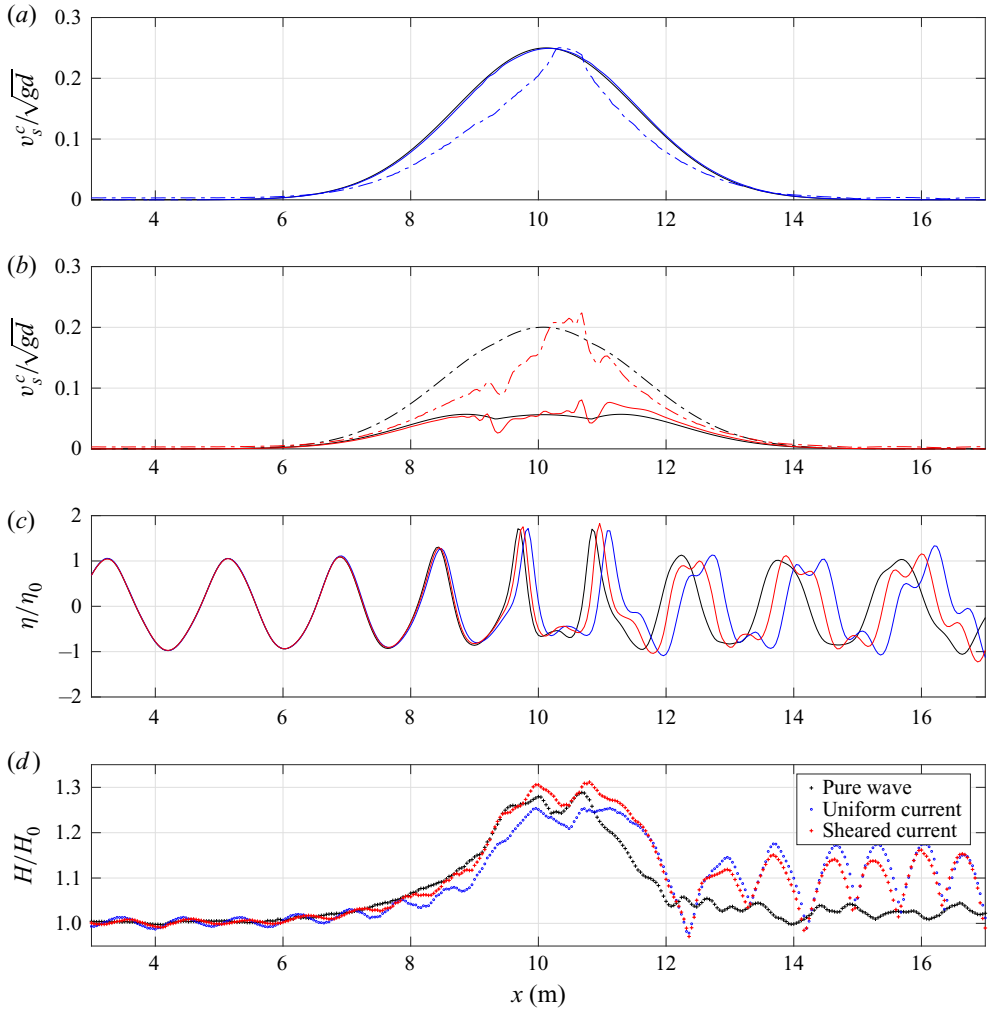 (a)
0.3
0.2
0.1
0
v_s^c/√gd
4 6 8 10 12 14 16
(b)
0.3
0.2
0.1
0
v_s^c/√gd
4 6 8 10 12 14 16
(c)
2
1
0
−1
−2
η/η_0
4 6 8 10 12 14 16
(d)
1.3
1.2
1.1
1.0
H/H_0
Pure wave
Uniform current
Sheared current
4 6 8 10 12 14 16
x (m)